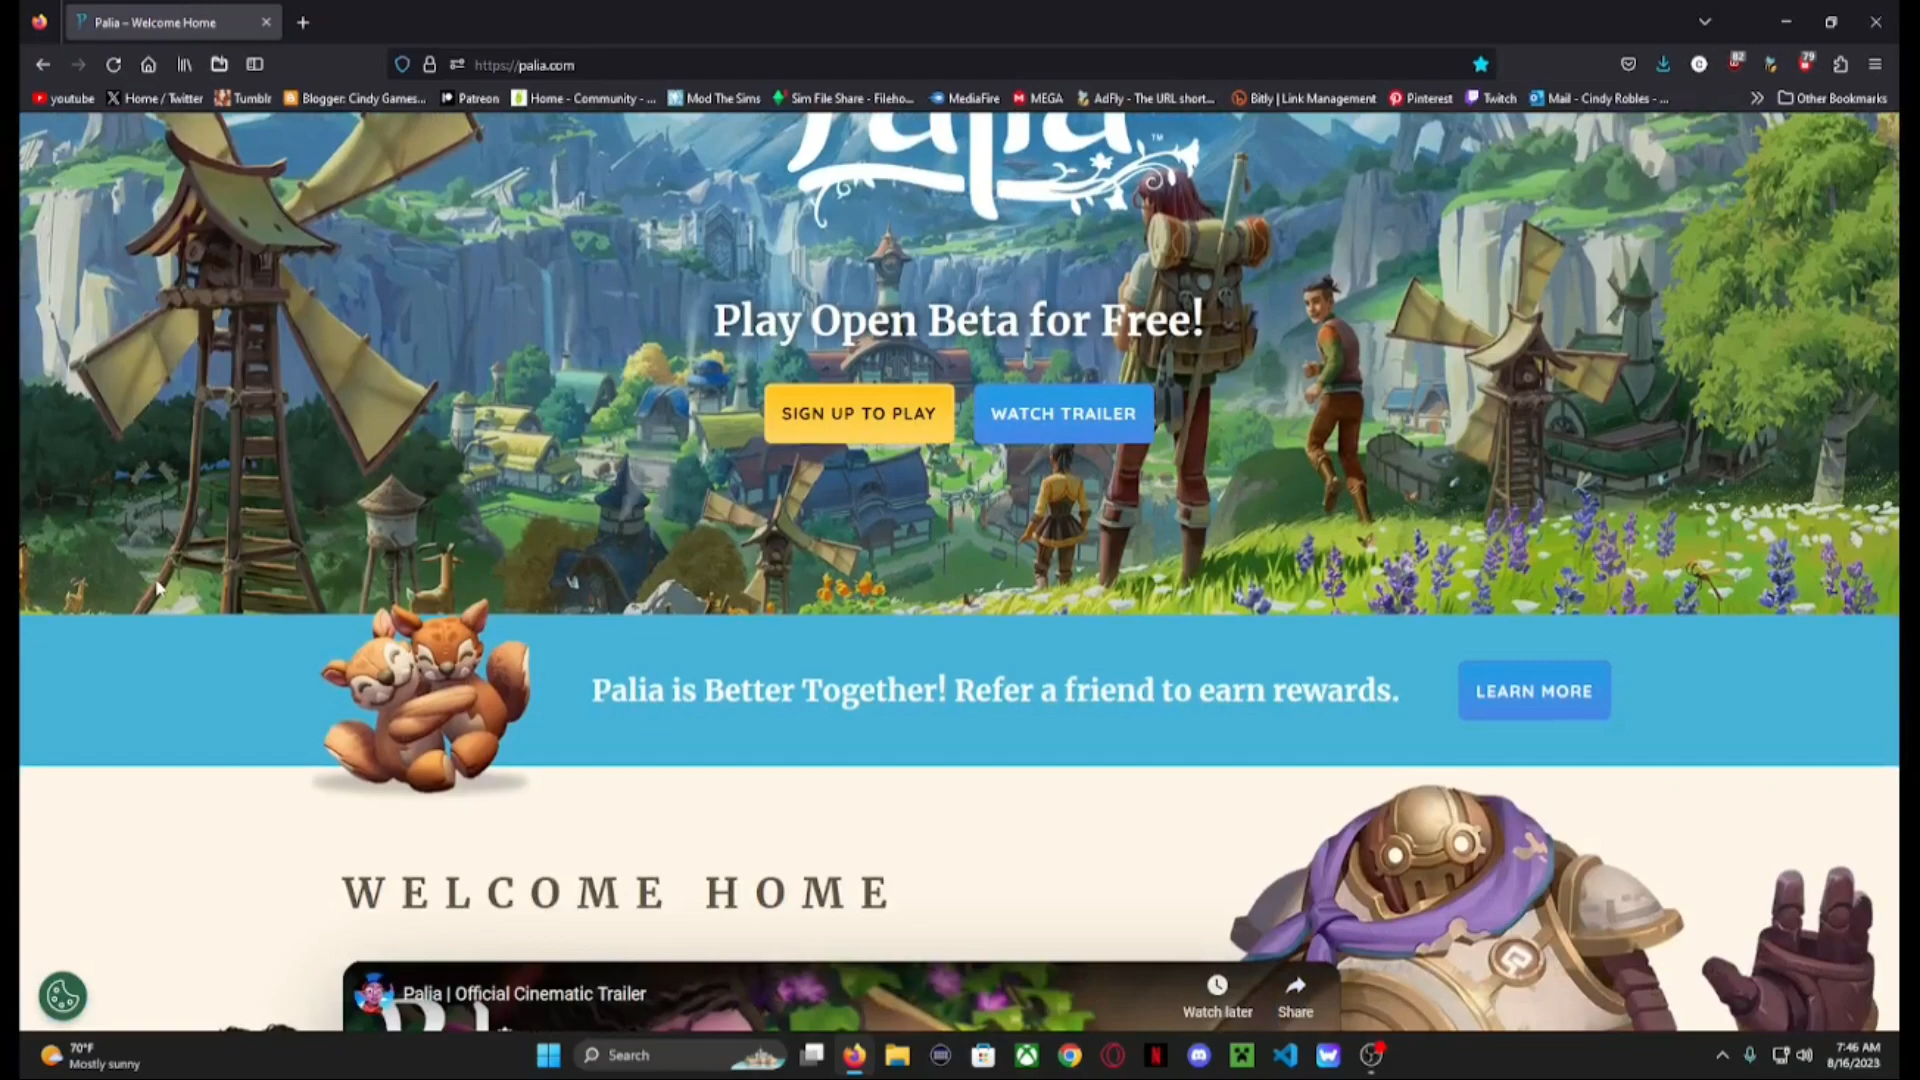 Palia – Welcome Home
https://palia.com
82
79
youtube
Home / Twitter
Tumblr
Blogger: Cindy Games...
Patreon
Home - Community - ...
Mod The Sims
Sim File Share - Fileho...
MediaFire
MEGA
AdFly - The URL short...
Bitly | Link Management
Pinterest
Twitch
Mail - Cindy Robles - ...
Other Bookmarks
Palia™
Play Open Beta for Free!
SIGN UP TO PLAY
WATCH TRAILER
Palia is Better Together! Refer a friend to earn rewards.
LEARN MORE
WELCOME HOME
Palia | Official Cinematic Trailer
Watch later
Share
70°F
Mostly sunny
Search
7:46 AM
8/16/2023